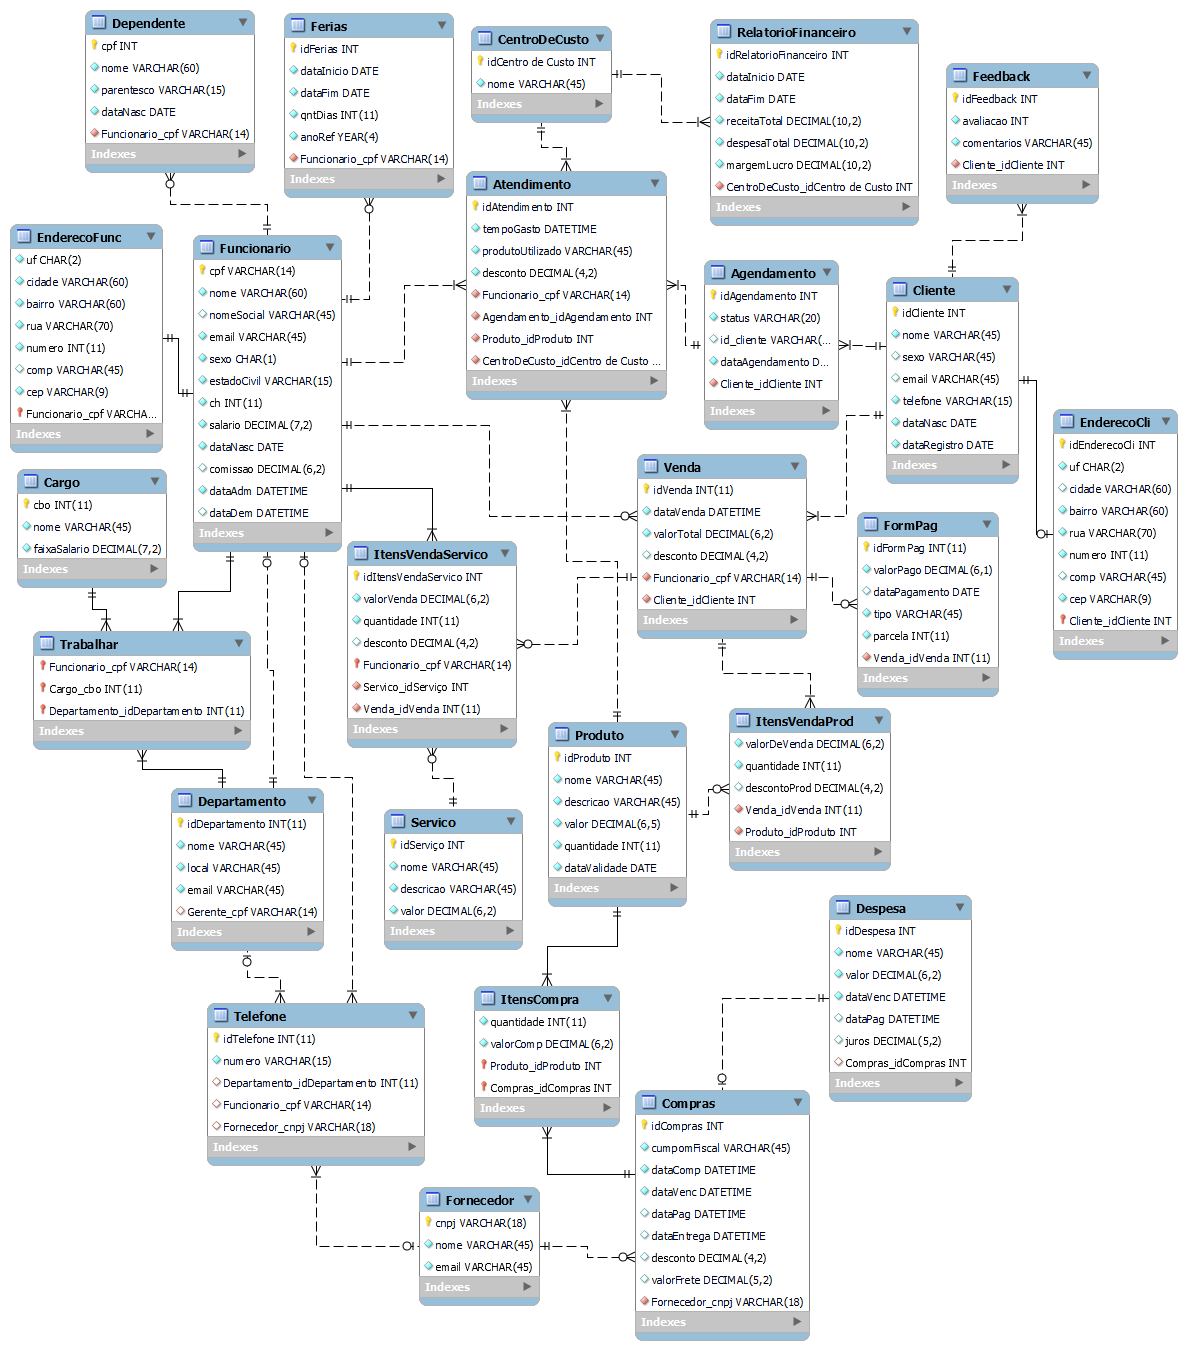 Dependente
cpf INT
nome VARCHAR(60)
parentesco VARCHAR(15)
dataNasc DATE
Funcionario_cpf VARCHAR(14)
Indexes
Ferias
idFerias INT
dataInicio DATE
dataFim DATE
qntDias INT(11)
anoRef YEAR(4)
Funcionario_cpf VARCHAR(14)
Indexes
CentroDeCusto
idCentro de Custo INT
nome VARCHAR(45)
Indexes
RelatorioFinanceiro
idRelatorioFinanceiro INT
dataInicio DATE
dataFim DATE
receitaTotal DECIMAL(10,2)
despesaTotal DECIMAL(10,2)
margemLucro DECIMAL(10,2)
CentroDeCusto_idCentro de Custo INT
Indexes
Feedback
idFeedback INT
avaliacao INT
comentarios VARCHAR(45)
Cliente_idCliente INT
Indexes
EnderecoFunc
uf CHAR(2)
cidade VARCHAR(60)
bairro VARCHAR(60)
rua VARCHAR(70)
numero INT(11)
comp VARCHAR(45)
cep VARCHAR(9)
Funcionario_cpf VARCHA...
Indexes
Funcionario
cpf VARCHAR(14)
nome VARCHAR(60)
nomeSocial VARCHAR(45)
email VARCHAR(45)
sexo CHAR(1)
estadoCivil VARCHAR(15)
ch INT(11)
salario DECIMAL(7,2)
dataNasc DATE
comissao DECIMAL(6,2)
dataAdm DATETIME
dataDem DATETIME
Indexes
Atendimento
idAtendimento INT
tempoGasto DATETIME
produtoUtilizado VARCHAR(45)
desconto DECIMAL(4,2)
Funcionario_cpf VARCHAR(14)
Agendamento_idAgendamento INT
Produto_idProduto INT
CentroDeCusto_idCentro de Custo ...
Indexes
Agendamento
idAgendamento INT
status VARCHAR(20)
id_cliente VARCHAR(...
dataAgendamento D...
Cliente_idCliente INT
Indexes
Cliente
idCliente INT
nome VARCHAR(45)
sexo VARCHAR(45)
email VARCHAR(45)
telefone VARCHAR(15)
dataNasc DATE
dataRegistro DATE
Indexes
EnderecoCli
idEnderecoCli INT
uf CHAR(2)
cidade VARCHAR(60)
bairro VARCHAR(60)
rua VARCHAR(70)
numero INT(11)
comp VARCHAR(45)
cep VARCHAR(9)
Cliente_idCliente INT
Indexes
Cargo
cbo INT(11)
nome VARCHAR(45)
faixaSalario DECIMAL(7,2)
Indexes
Venda
idVenda INT(11)
dataVenda DATETIME
valorTotal DECIMAL(6,2)
desconto DECIMAL(4,2)
Funcionario_cpf VARCHAR(14)
Cliente_idCliente INT
Indexes
FormPag
idFormPag INT(11)
valorPago DECIMAL(6,1)
dataPagamento DATE
tipo VARCHAR(45)
parcela INT(11)
Venda_idVenda INT(11)
Indexes
ItensVendaServico
idItensVendaServico INT
valorVenda DECIMAL(6,2)
quantidade INT(11)
desconto DECIMAL(4,2)
Funcionario_cpf VARCHAR(14)
Servico_idServiço INT
Venda_idVenda INT(11)
Indexes
Trabalhar
Funcionario_cpf VARCHAR(14)
Cargo_cbo INT(11)
Departamento_idDepartamento INT(11)
Indexes
Produto
idProduto INT
nome VARCHAR(45)
descricao VARCHAR(45)
valor DECIMAL(6,5)
quantidade INT(11)
dataValidade DATE
Indexes
ItensVendaProd
valorDeVenda DECIMAL(6,2)
quantidade INT(11)
descontoProd DECIMAL(4,2)
Venda_idVenda INT(11)
Produto_idProduto INT
Indexes
Departamento
idDepartamento INT(11)
nome VARCHAR(45)
local VARCHAR(45)
email VARCHAR(45)
Gerente_cpf VARCHAR(14)
Indexes
Servico
idServiço INT
nome VARCHAR(45)
descricao VARCHAR(45)
valor DECIMAL(6,2)
Indexes
Despesa
idDespesa INT
nome VARCHAR(45)
valor DECIMAL(6,2)
dataVenc DATETIME
dataPag DATETIME
juros DECIMAL(5,2)
Compras_idCompras INT
Indexes
Telefone
idTelefone INT(11)
numero VARCHAR(15)
Departamento_idDepartamento INT(11)
Funcionario_cpf VARCHAR(14)
Fornecedor_cnpj VARCHAR(18)
Indexes
ItensCompra
quantidade INT(11)
valorComp DECIMAL(6,2)
Produto_idProduto INT
Compras_idCompras INT
Indexes
Compras
idCompras INT
cumpomFiscal VARCHAR(45)
dataComp DATETIME
dataVenc DATETIME
dataPag DATETIME
dataEntrega DATETIME
desconto DECIMAL(4,2)
valorFrete DECIMAL(5,2)
Fornecedor_cnpj VARCHAR(18)
Indexes
Fornecedor
cnpj VARCHAR(18)
nome VARCHAR(45)
email VARCHAR(45)
Indexes